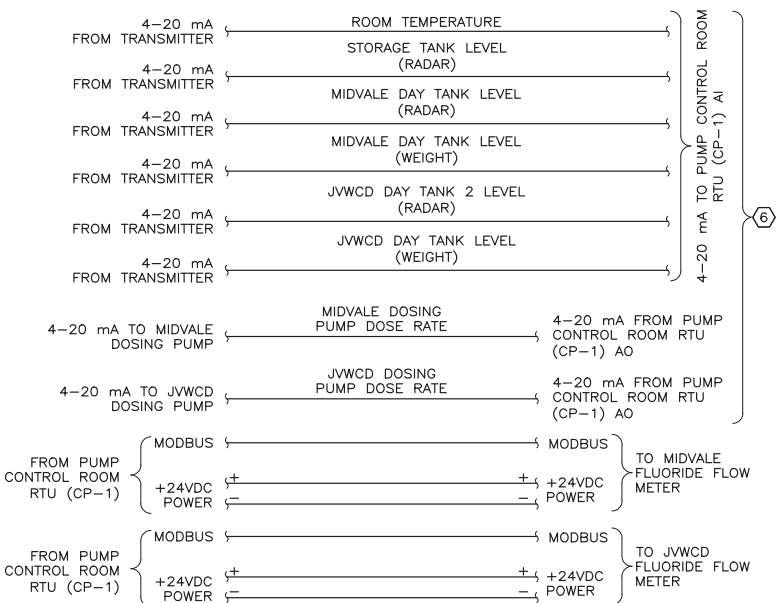 4-20 mA
FROM TRANSMITTER
ROOM TEMPERATURE
4-20 mA
FROM TRANSMITTER
STORAGE TANK LEVEL
(RADAR)
4-20 mA
FROM TRANSMITTER
MIDVALE DAY TANK LEVEL
(RADAR)
4-20 mA
FROM TRANSMITTER
MIDVALE DAY TANK LEVEL
(WEIGHT)
4-20 mA
FROM TRANSMITTER
JVWCD DAY TANK 2 LEVEL
(RADAR)
4-20 mA
FROM TRANSMITTER
JVWCD DAY TANK LEVEL
(WEIGHT)
4-20 mA TO PUMP CONTROL ROOM
RTU (CP-1) AI
6
4-20 mA TO MIDVALE
DOSING PUMP
MIDVALE DOSING
PUMP DOSE RATE
4-20 mA FROM PUMP
CONTROL ROOM RTU
(CP-1) AO
4-20 mA TO JVWCD
DOSING PUMP
JVWCD DOSING
PUMP DOSE RATE
4-20 mA FROM PUMP
CONTROL ROOM RTU
(CP-1) AO
FROM PUMP
CONTROL ROOM
RTU (CP-1)
MODBUS
MODBUS
+24VDC
POWER
+
-
+
-
+24VDC
POWER
TO MIDVALE
FLUORIDE FLOW
METER
FROM PUMP
CONTROL ROOM
RTU (CP-1)
MODBUS
MODBUS
+24VDC
POWER
+
-
+
-
+24VDC
POWER
TO JVWCD
FLUORIDE FLOW
METER